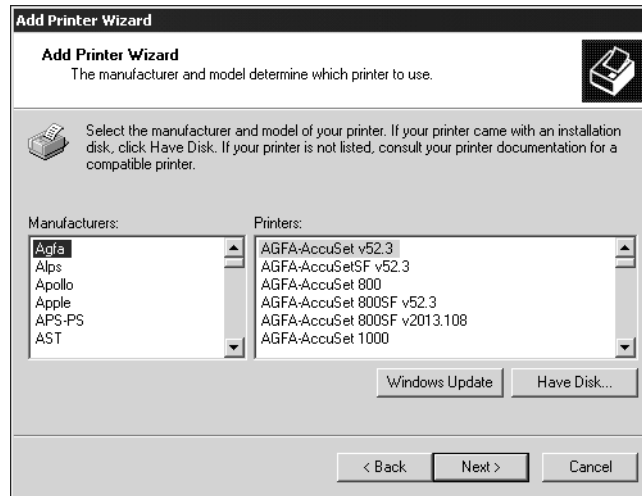 Add Printer Wizard
Add Printer Wizard
The manufacturer and model determine which printer to use.
Select the manufacturer and model of your printer. If your printer came with an installation
disk, click Have Disk. If your printer is not listed, consult your printer documentation for a
compatible printer.
Manufacturers:
Agfa
Alps
Apollo
Apple
APS-PS
AST
Printers:
AGFA-AccuSet v52.3
AGFA-AccuSetSF v52.3
AGFA-AccuSet 800
AGFA-AccuSet 800SF v52.3
AGFA-AccuSet 800SF v2013.108
AGFA-AccuSet 1000
Windows Update
Have Disk...
< Back
Next >
Cancel